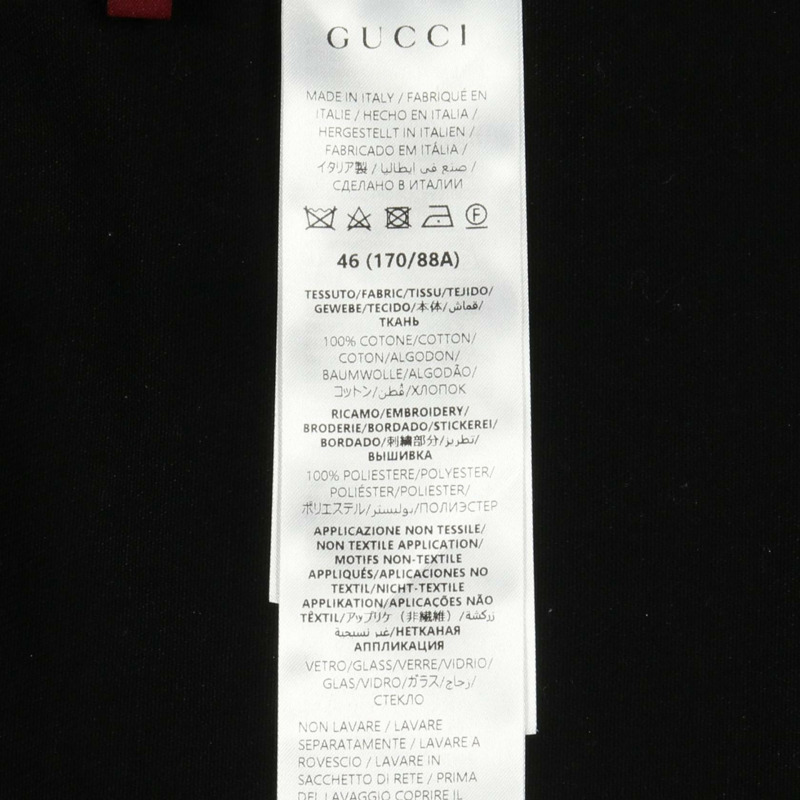 GUCCI
MADE IN ITALY / FABRIQUÉ EN
ITALIE / HECHO EN ITALIA /
HERGESTELLT IN ITALIEN /
FABRICADO EM ITÁLIA /
イタリア製 / صنع في ايطاليا /
СДЕЛАНО В ИТАЛИИ
F
46 (170/88A)
TESSUTO/FABRIC/TISSU/TEJIDO/
GEWEBE/TECIDO/本体/قماش/
ТКАНЬ
100% COTONE/COTTON/
COTON/ALGODON/
BAUMWOLLE/ALGODÃO/
コットン/قُطن/ХЛОПОК
RICAMO/EMBROIDERY/
BRODERIE/BORDADO/STICKEREI/
BORDADO/刺繍部分/تطريز/
ВЫШИВКА
100% POLIESTERE/POLYESTER/
POLIÉSTER/POLIESTER/
ポリエステル/بوليستر/ПОЛИЭСТЕР
APPLICAZIONE NON TESSILE/
NON TEXTILE APPLICATION/
MOTIFS NON-TEXTILE
APPLIQUÉS/APLICACIONES NO
TEXTIL/NICHT-TEXTILE
APPLIKATION/APLICAÇÕES NÃO
TÊXTIL/アップリケ（非繊維）/زركشة
غير نسيجية/НЕТКАНАЯ
АППЛИКАЦИЯ
VETRO/GLASS/VERRE/VIDRIO/
GLAS/VIDRO/ガラス/زجاج/
СТЕКЛО
NON LAVARE / LAVARE
SEPARATAMENTE / LAVARE A
ROVESCIO / LAVARE IN
SACCHETTO DI RETE / PRIMA
DEL LAVAGGIO COPRIRE IL